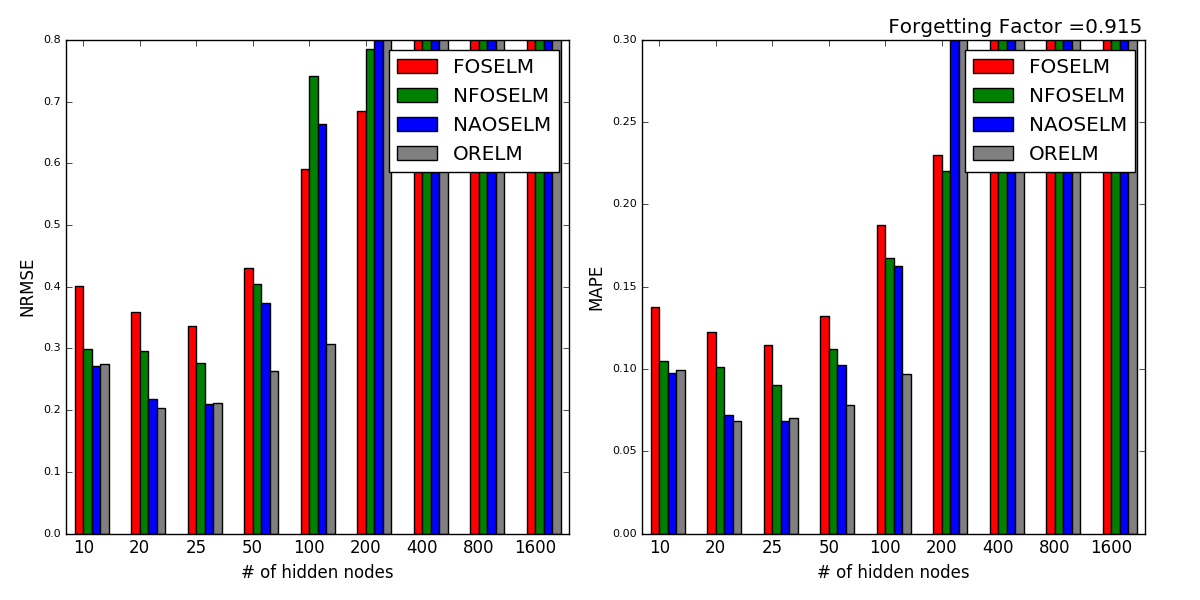 Forgetting Factor =0.915
0.8
0.7
0.6
0.5
0.4
0.3
0.2
0.1
0.0
NRMSE
10 20 25 50 100 200 400 800 1600
# of hidden nodes
FOSELM
NFOSELM
NAOSELM
ORELM
0.30
0.25
0.20
0.15
0.10
0.05
0.00
MAPE
10 20 25 50 100 200 400 800 1600
# of hidden nodes
FOSELM
NFOSELM
NAOSELM
ORELM